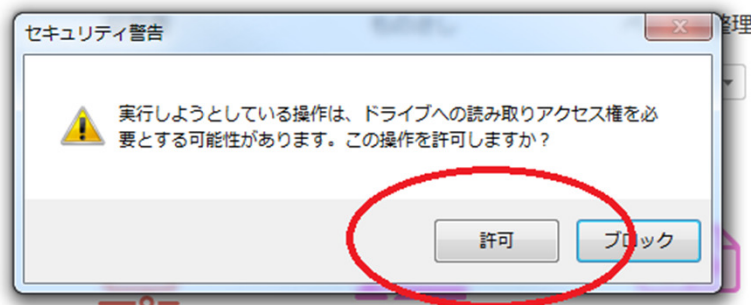 セキュリティ警告
整理
実行しようとしている操作は、ドライブへの読み取りアクセス権を必
要とする可能性があります。この操作を許可しますか？
許可
ブロック